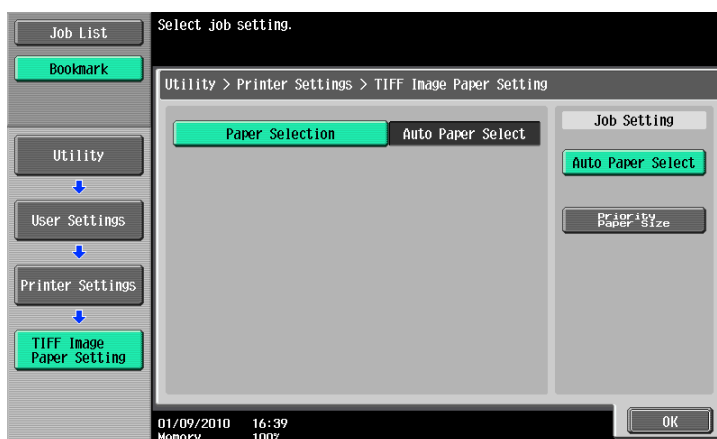 Job List
Bookmark
Utility
User Settings
Printer Settings
TIFF Image
Paper Setting
Select job setting.
Utility > Printer Settings > TIFF Image Paper Setting
Paper Selection
Auto Paper Select
Job Setting
Auto Paper Select
Priority
Paper Size
01/09/2010 16:39
Memory 100%
OK